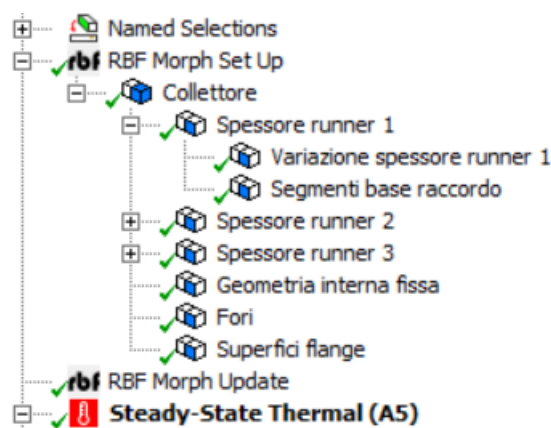 Named Selections
rbf RBF Morph Set Up
Collettore
Spessore runner 1
Variazione spessore runner 1
Segmenti base raccordo
Spessore runner 2
Spessore runner 3
Geometria interna fissa
Fori
Superfici flange
rbf RBF Morph Update
Steady-State Thermal (A5)